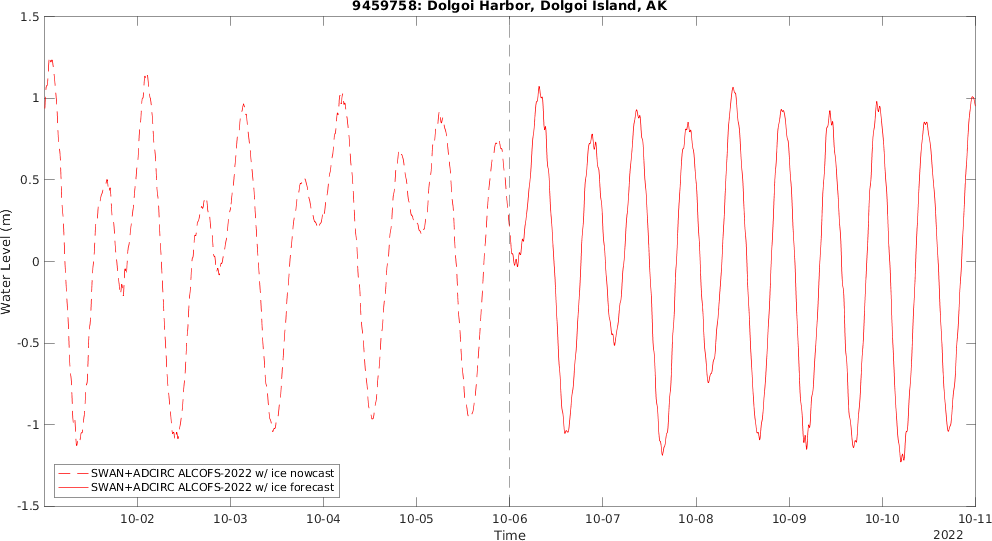 9459758: Dolgoi Harbor, Dolgoi Island, AK
1.5
1
0.5
0
-0.5
-1
-1.5
Water Level (m)
SWAN+ADCIRC ALCOFS-2022 w/ ice nowcast
SWAN+ADCIRC ALCOFS-2022 w/ ice forecast
10-02 10-03 10-04 10-05 10-06 10-07 10-08 10-09 10-10 10-11
Time
2022